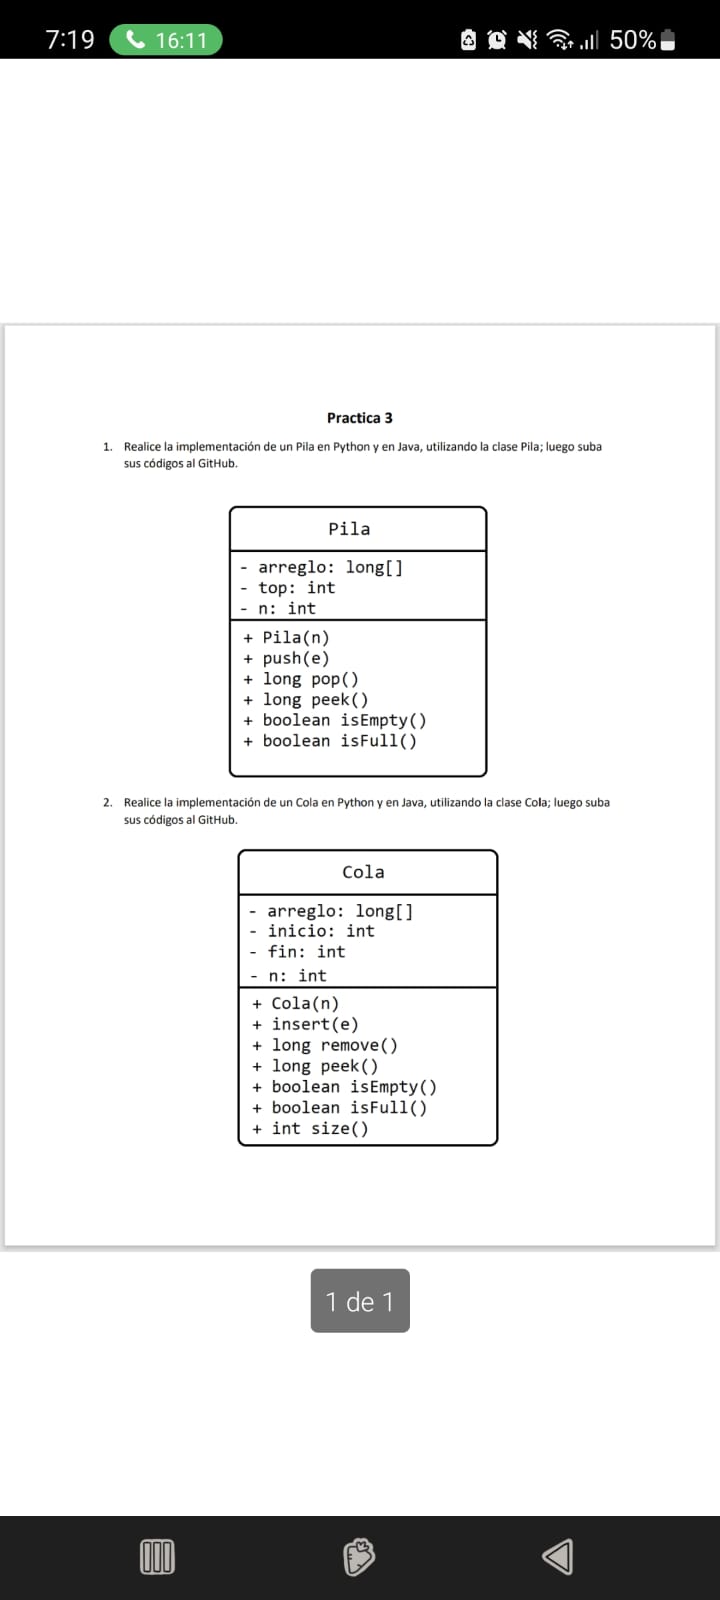 7:19 16:11 50%
Practica 3
1. Realice la implementación de un Pila en Python y en Java, utilizando la clase Pila; luego suba
sus códigos al GitHub.
Pila
- arreglo: long[]
- top: int
- n: int
+ Pila(n)
+ push(e)
+ long pop()
+ long peek()
+ boolean isEmpty()
+ boolean isFull()
2. Realice la implementación de un Cola en Python y en Java, utilizando la clase Cola; luego suba
sus códigos al GitHub.
Cola
- arreglo: long[]
- inicio: int
- fin: int
- n: int
+ Cola(n)
+ insert(e)
+ long remove()
+ long peek()
+ boolean isEmpty()
+ boolean isFull()
+ int size()
1 de 1